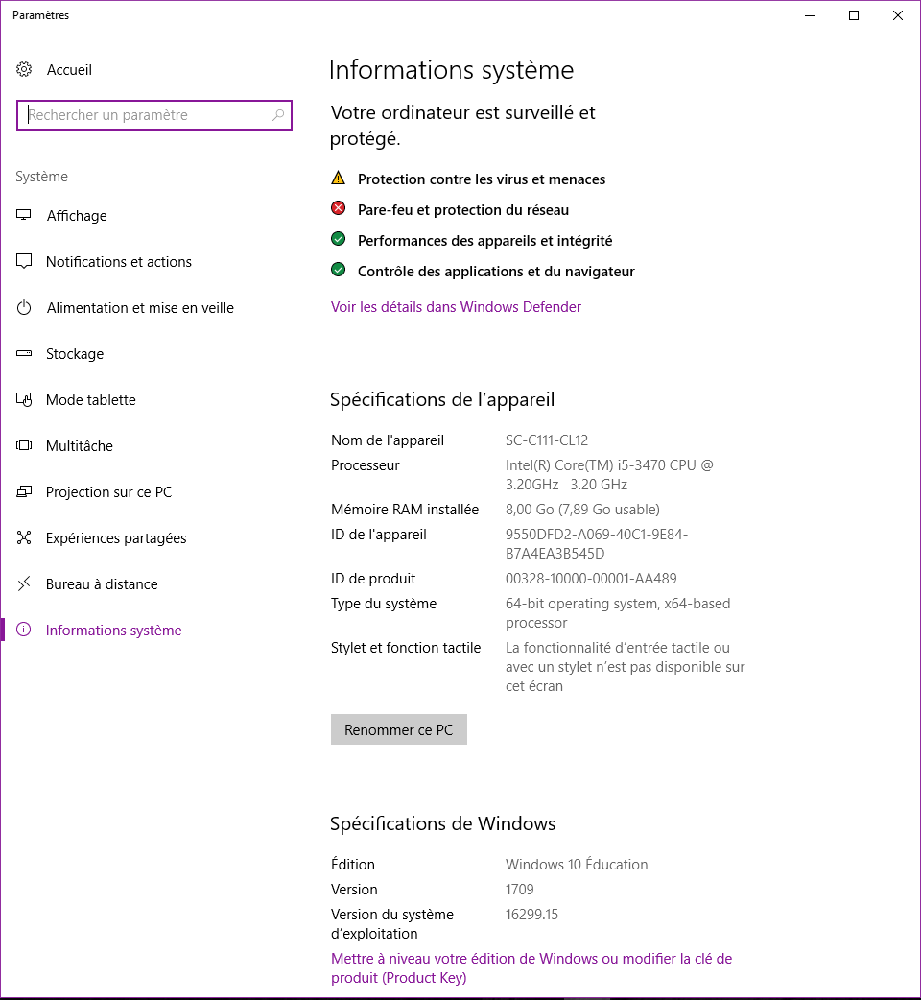 Paramètres
Accueil
Rechercher un paramètre
Système
Affichage
Notifications et actions
Alimentation et mise en veille
Stockage
Mode tablette
Multitâche
Projection sur ce PC
Expériences partagées
Bureau à distance
Informations système
Informations système
Votre ordinateur est surveillé et
protégé.
Protection contre les virus et menaces
Pare-feu et protection du réseau
Performances des appareils et intégrité
Contrôle des applications et du navigateur
Voir les détails dans Windows Defender
Spécifications de l’appareil
Nom de l'appareil SC-C111-CL12
Processeur Intel(R) Core(TM) i5-3470 CPU @
3.20GHz 3.20 GHz
Mémoire RAM installée 8,00 Go (7,89 Go usable)
ID de l'appareil 9550DFD2-A069-40C1-9E84-
B7A4EA3B545D
ID de produit 00328-10000-00001-AA489
Type du système 64-bit operating system, x64-based
processor
Stylet et fonction tactile La fonctionnalité d’entrée tactile ou
avec un stylet n’est pas disponible sur
cet écran
Renommer ce PC
Spécifications de Windows
Édition Windows 10 Éducation
Version 1709
Version du système 16299.15
d’exploitation
Mettre à niveau votre édition de Windows ou modifier la clé de
produit (Product Key)